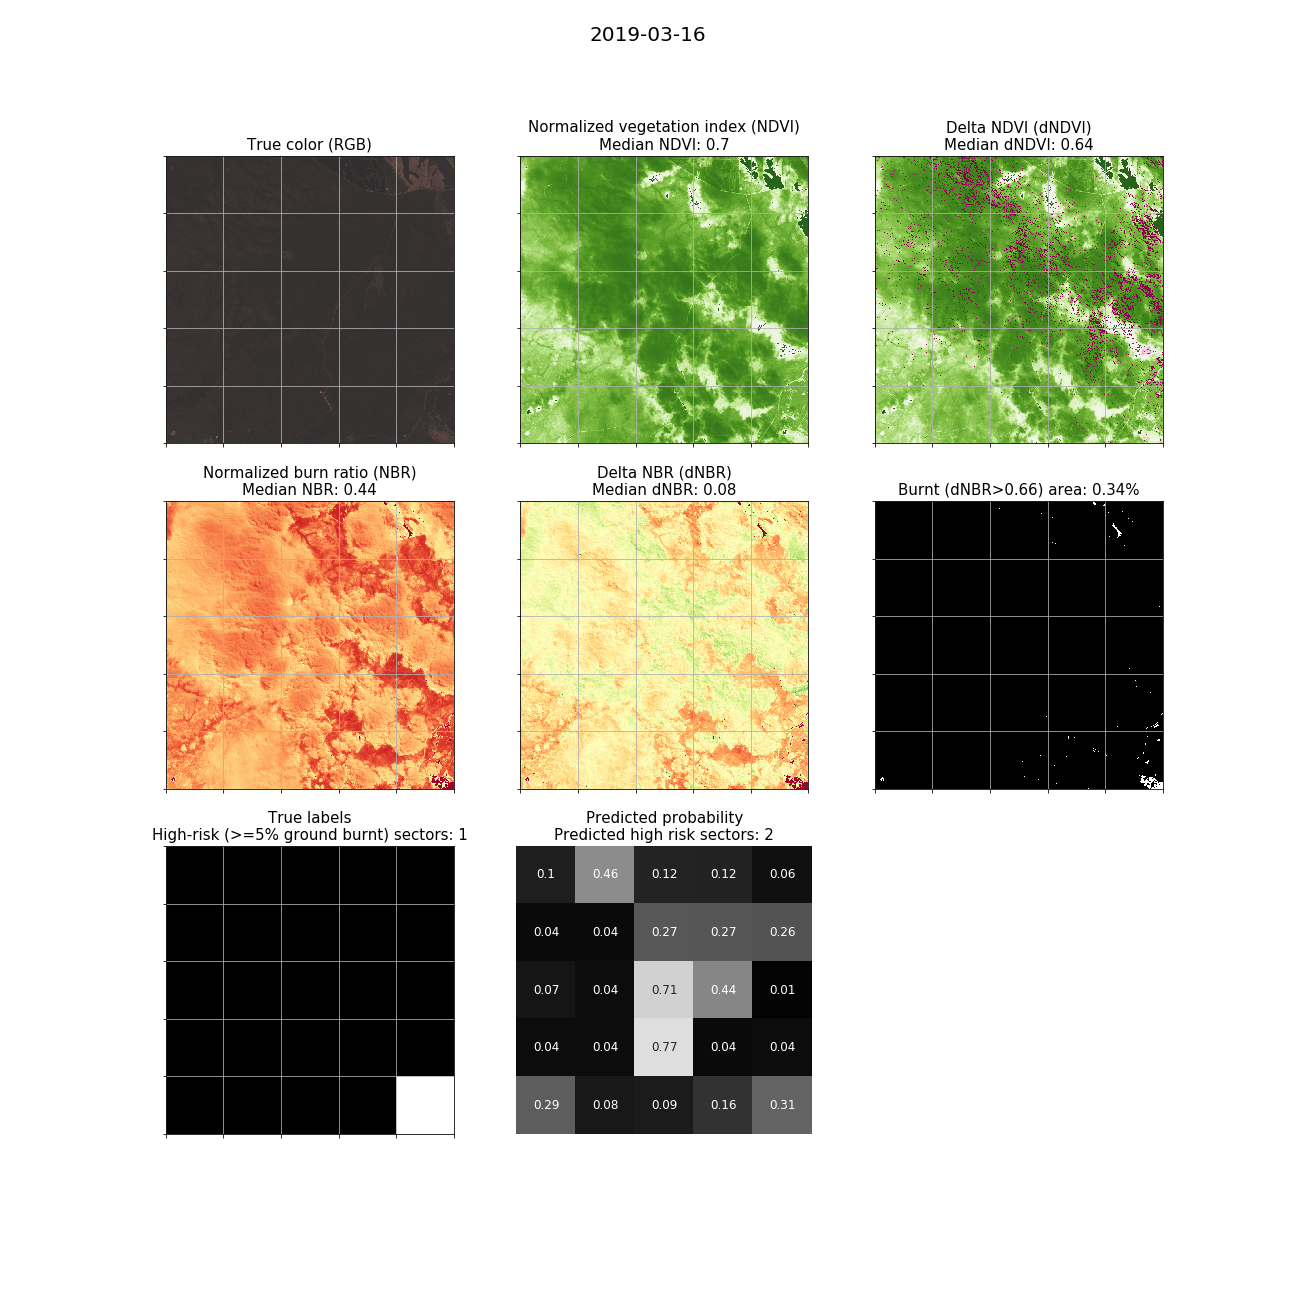 2019-03-16
True color (RGB)
Normalized vegetation index (NDVI)
Median NDVI: 0.7
Delta NDVI (dNDVI)
Median dNDVI: 0.64
Normalized burn ratio (NBR)
Median NBR: 0.44
Delta NBR (dNBR)
Median dNBR: 0.08
Burnt (dNBR>0.66) area: 0.34%
True labels
High-risk (>=5% ground burnt) sectors: 1
Predicted probability
Predicted high risk sectors: 2
0.1 0.46 0.12 0.12 0.06
0.04 0.04 0.27 0.27 0.26
0.07 0.04 0.71 0.44 0.01
0.04 0.04 0.77 0.04 0.04
0.29 0.08 0.09 0.16 0.31